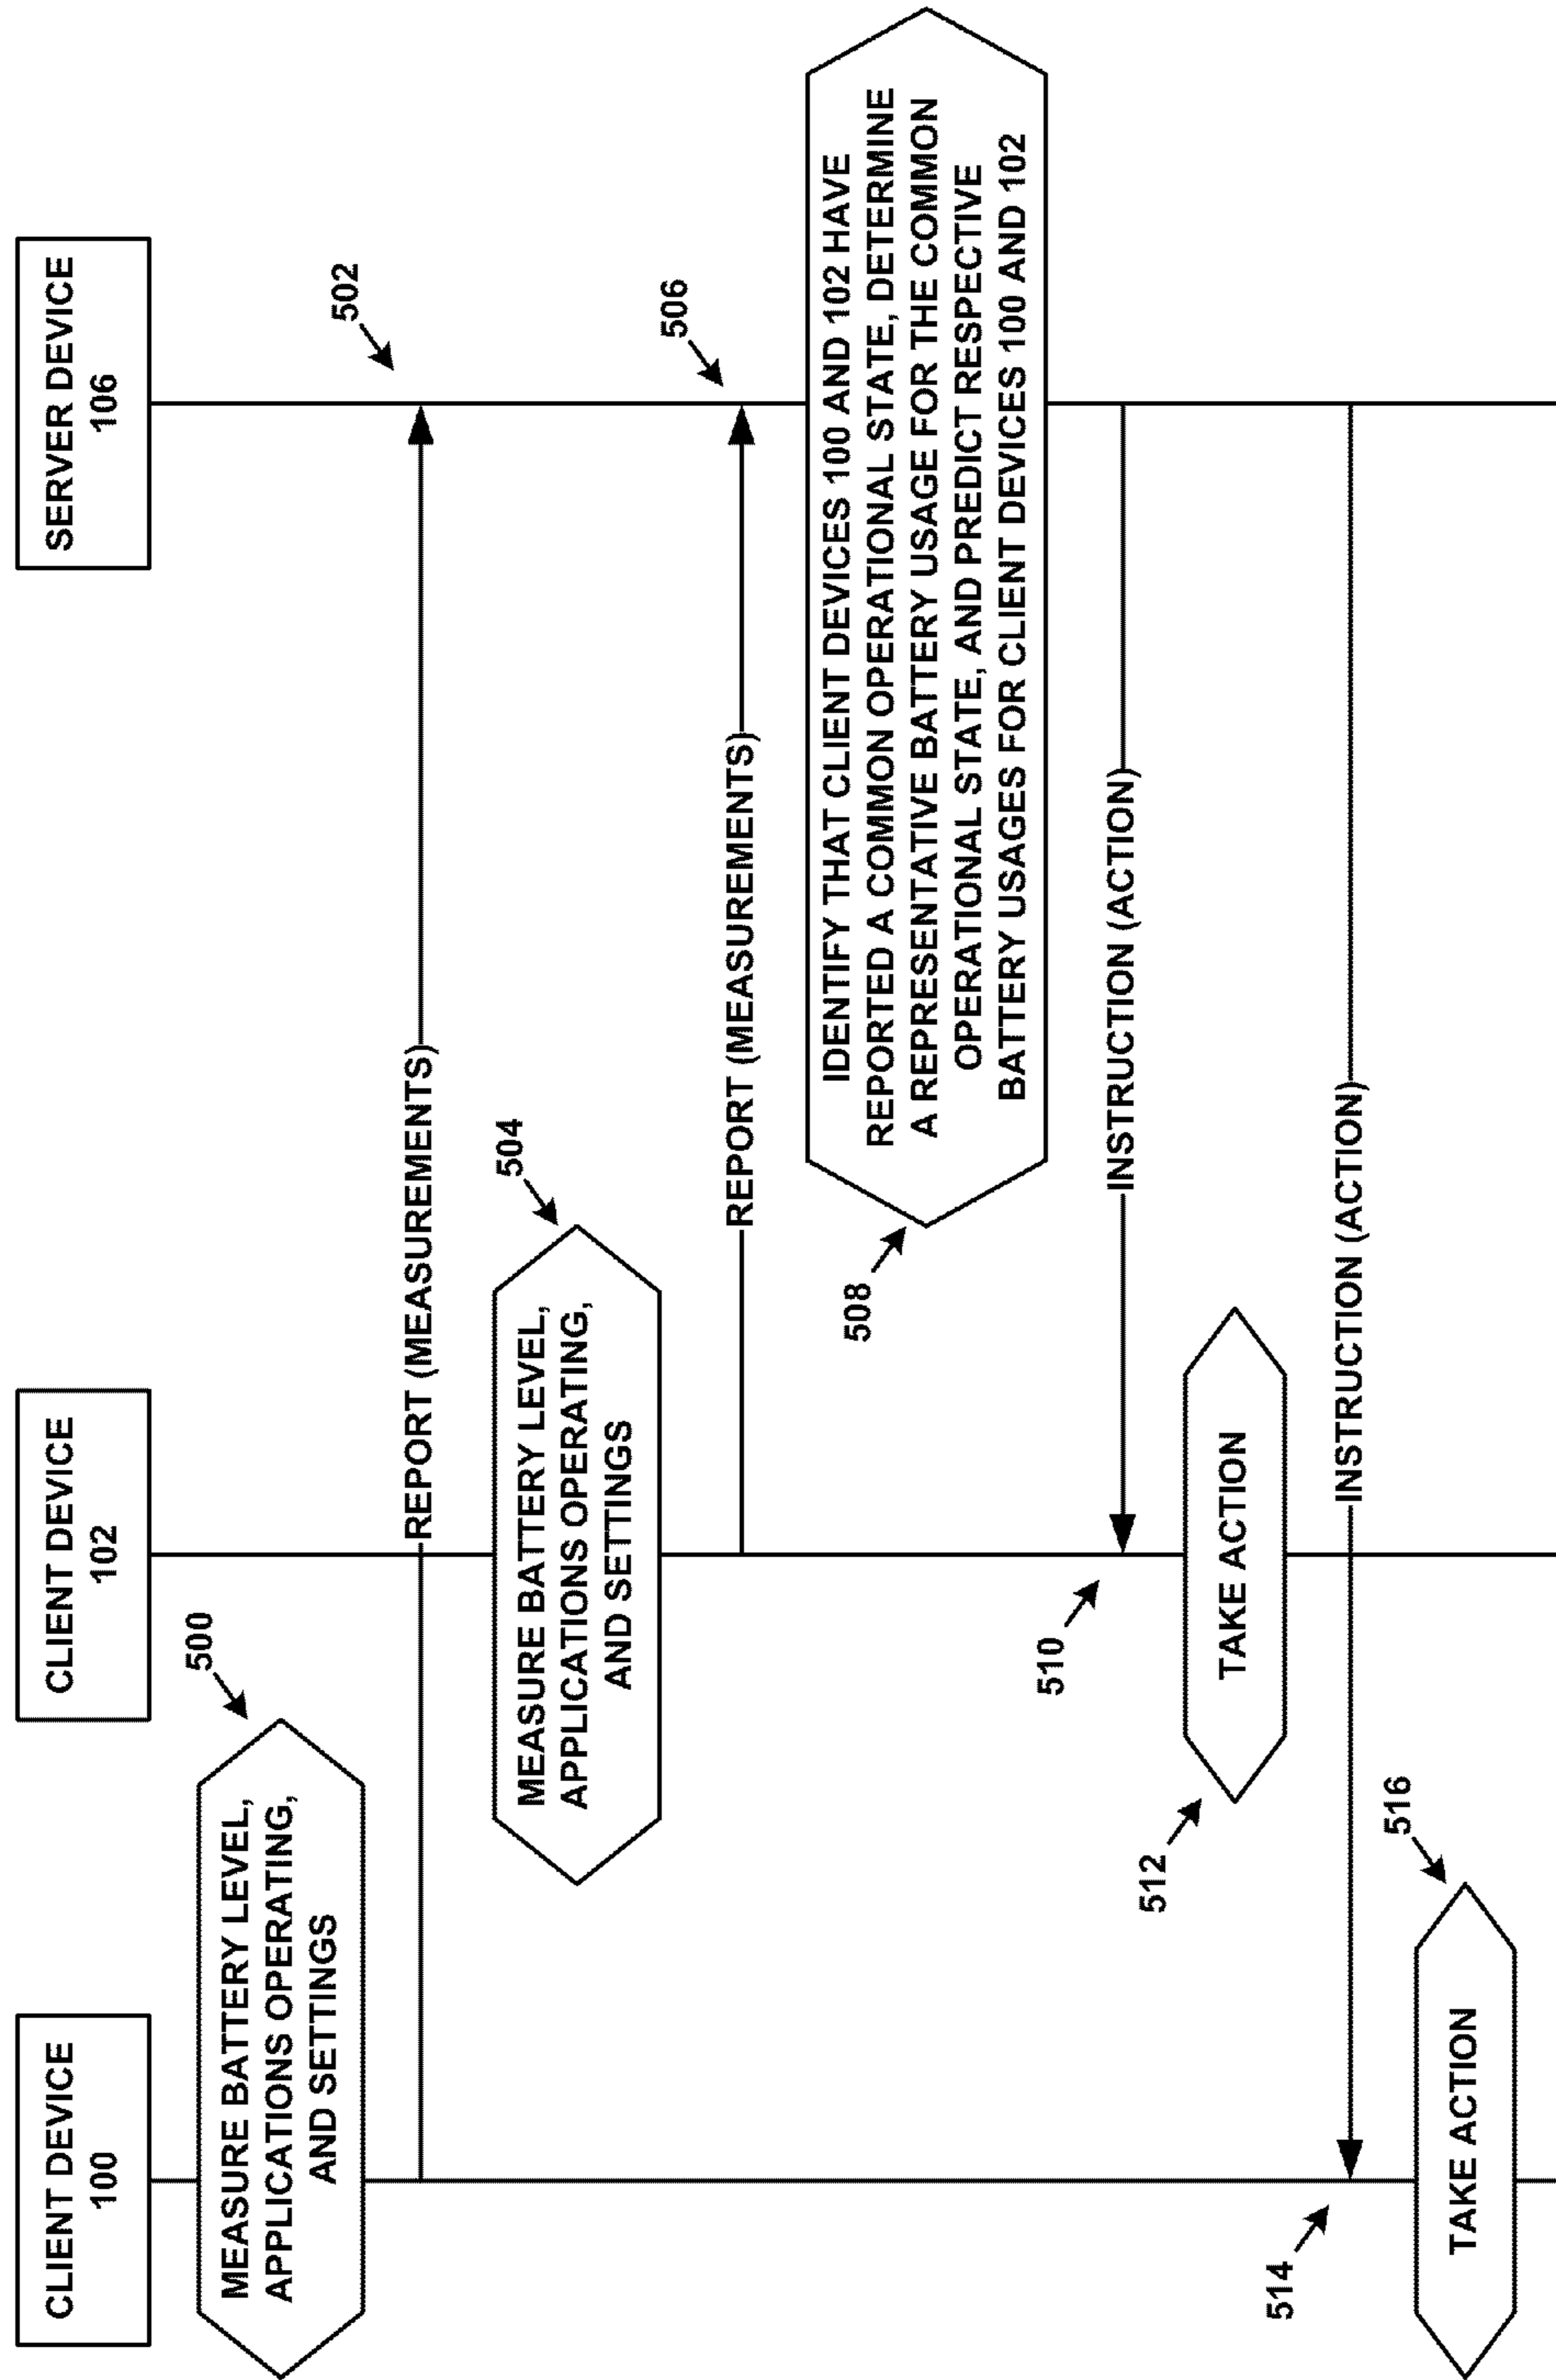 CLIENT DEVICE
100
CLIENT DEVICE
102
SERVER DEVICE
106
MEASURE BATTERY LEVEL,
APPLICATIONS OPERATING,
AND SETTINGS
500
REPORT (MEASUREMENTS)
502
MEASURE BATTERY LEVEL,
APPLICATIONS OPERATING,
AND SETTINGS
504
REPORT (MEASUREMENTS)
506
IDENTIFY THAT CLIENT DEVICES 100 AND 102 HAVE
REPORTED A COMMON OPERATIONAL STATE, DETERMINE
A REPRESENTATIVE BATTERY USAGE FOR THE COMMON
OPERATIONAL STATE, AND PREDICT RESPECTIVE
BATTERY USAGES FOR CLIENT DEVICES 100 AND 102
508
INSTRUCTION (ACTION)
510
TAKE ACTION
512
INSTRUCTION (ACTION)
514
TAKE ACTION
516